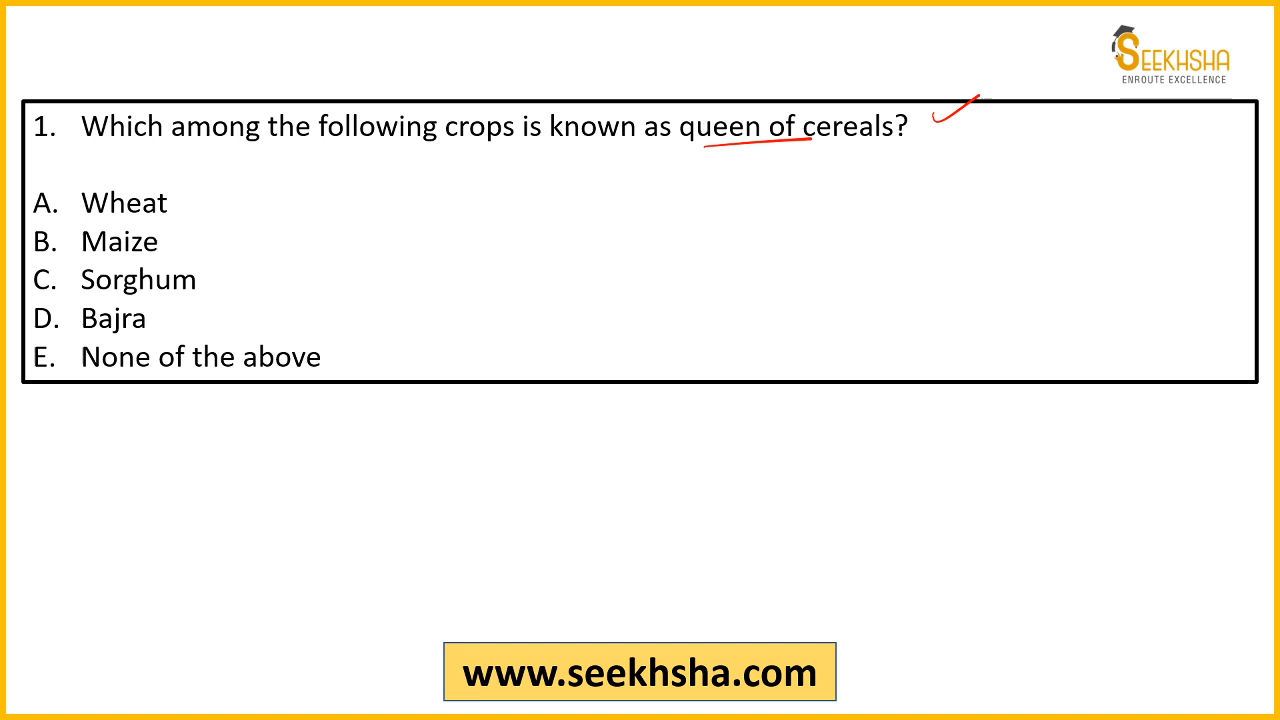 SEEKHSHA
ENROUTE EXCELLENCE
1. Which among the following crops is known as queen of cereals?
A. Wheat
B. Maize
C. Sorghum
D. Bajra
E. None of the above
www.seekhsha.com